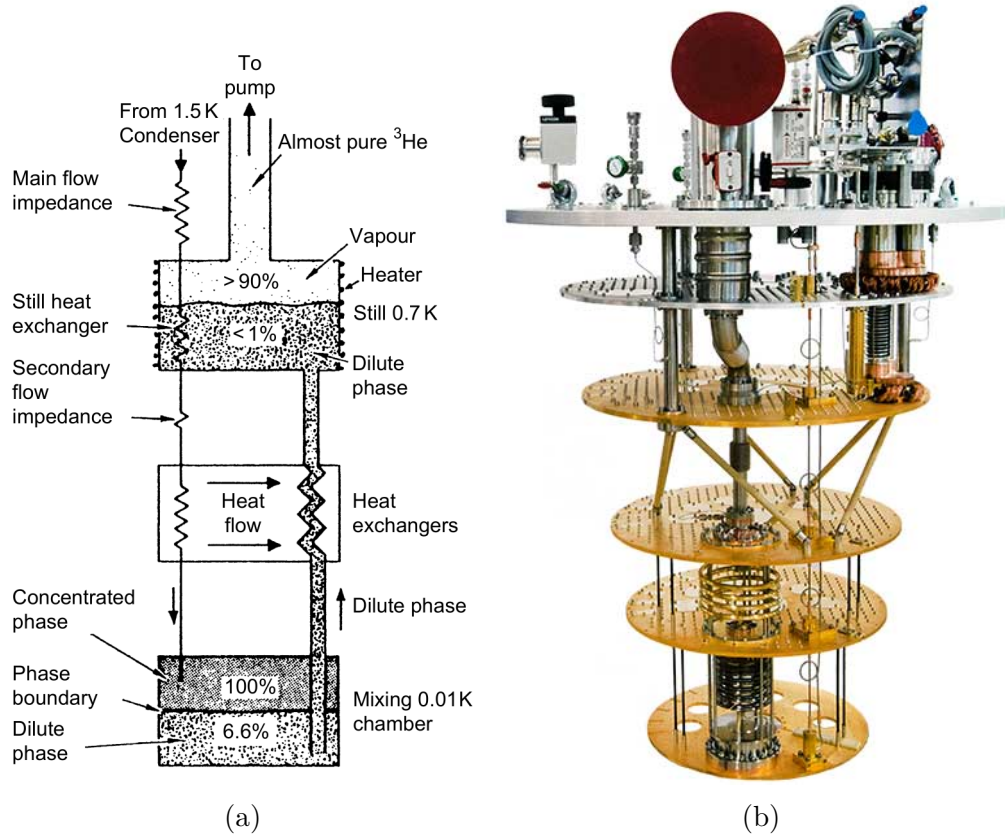 To
pump
From 1.5 K
Condenser
Almost pure ³He
Main flow
impedance
Vapour
>90%
Heater
Still heat
exchanger
Still 0.7 K
<1%
Dilute
phase
Secondary
flow
impedance
Heat
flow
Heat
exchangers
Concentrated
phase
Dilute phase
Phase
boundary
100%
Mixing 0.01K
chamber
Dilute
phase
6.6%
(a)
(b)